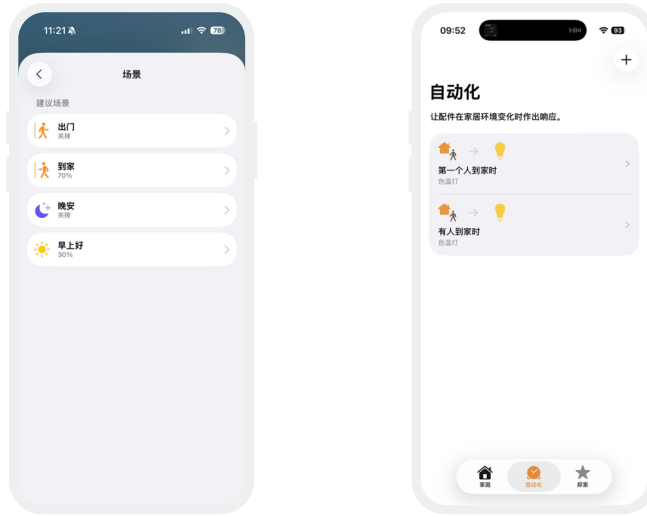 11:21
78
场景
建议场景
出门
关掉
到家
70%
晚安
关掉
早上好
30%
09:52
93
自动化
让配件在家居环境变化时作出响应。
第一个人到家时
色温灯
有人到家时
色温灯
家庭
自动化
探索